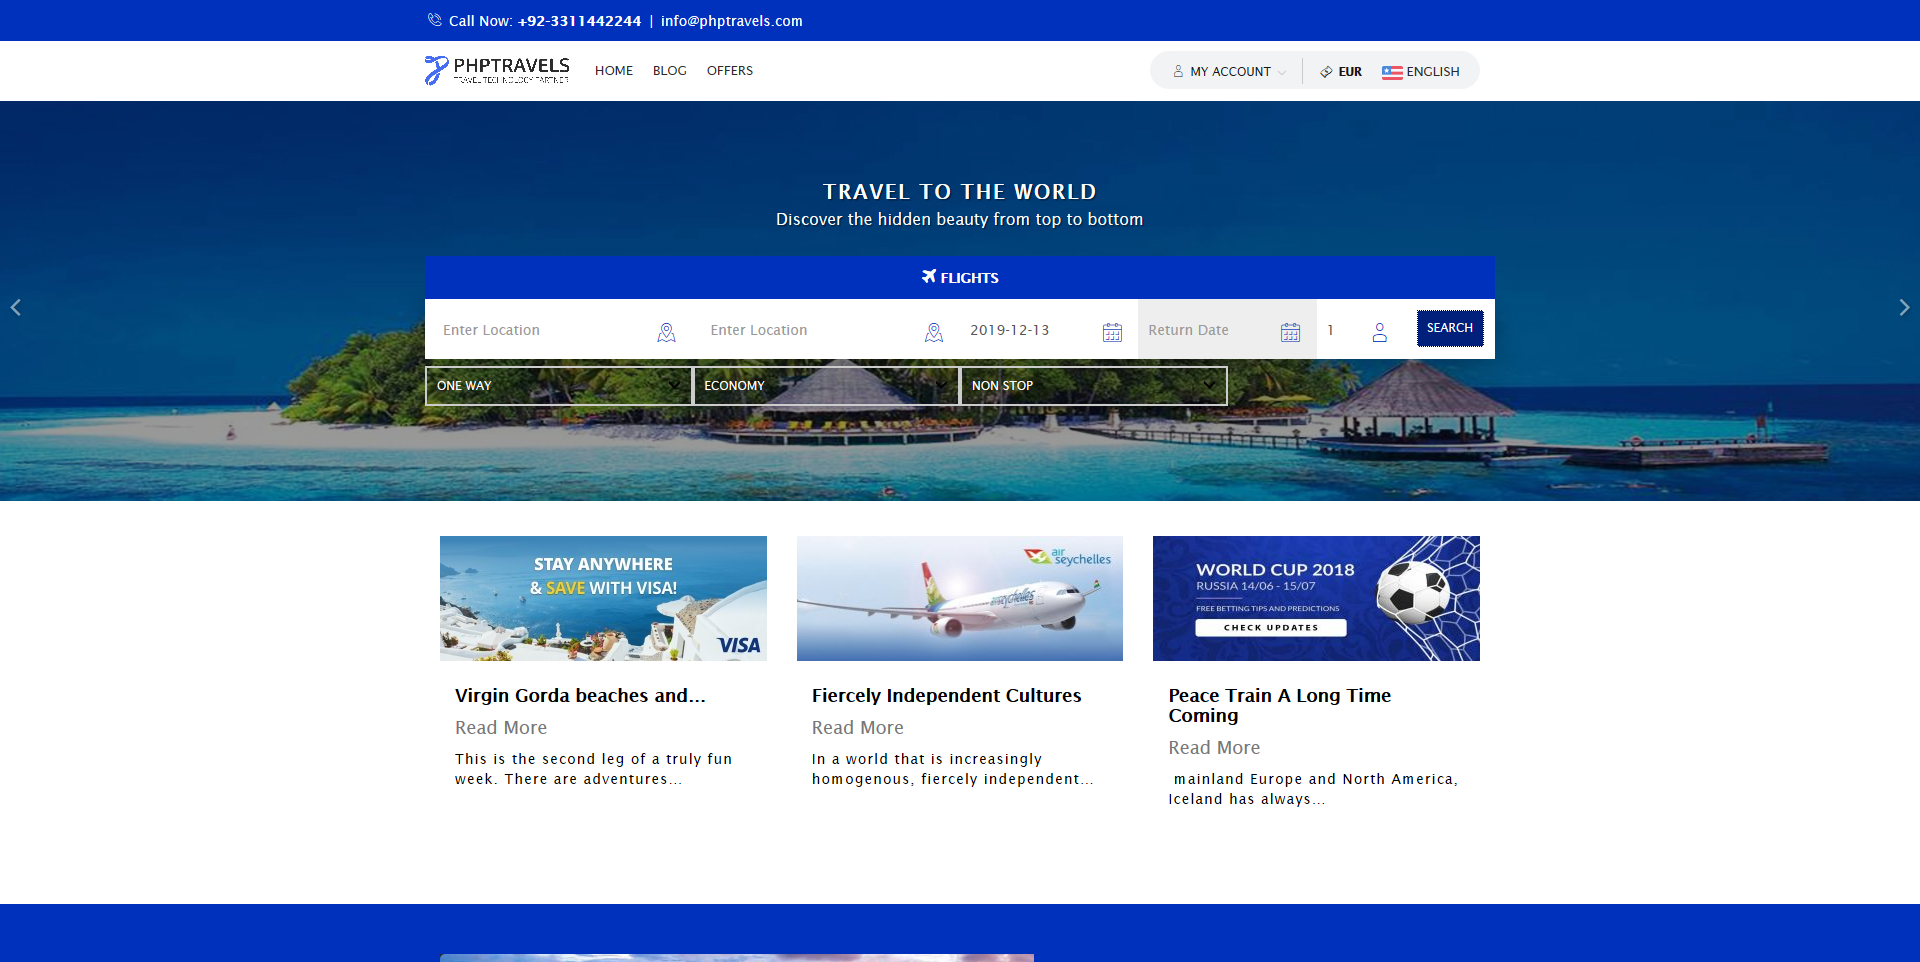 Call Now: +92-3311442244 | info@phptravels.com
PHPTRAVELS
TRAVEL TECHNOLOGY PARTNER
HOME BLOG OFFERS
MY ACCOUNT EUR ENGLISH
TRAVEL TO THE WORLD
Discover the hidden beauty from top to bottom
FLIGHTS
Enter Location Enter Location 2019-12-13 Return Date 1 SEARCH
ONE WAY ECONOMY NON STOP
STAY ANYWHERE
& SAVE WITH VISA!
VISA
Virgin Gorda beaches and...
Read More
This is the second leg of a truly fun
week. There are adventures...
air
seychelles
airseychelles
Fiercely Independent Cultures
Read More
In a world that is increasingly
homogenous, fiercely independent...
WORLD CUP 2018
RUSSIA 14/06 - 15/07
FREE BETTING TIPS AND PREDICTIONS
CHECK UPDATES
Peace Train A Long Time
Coming
Read More
mainland Europe and North America,
Iceland has always...